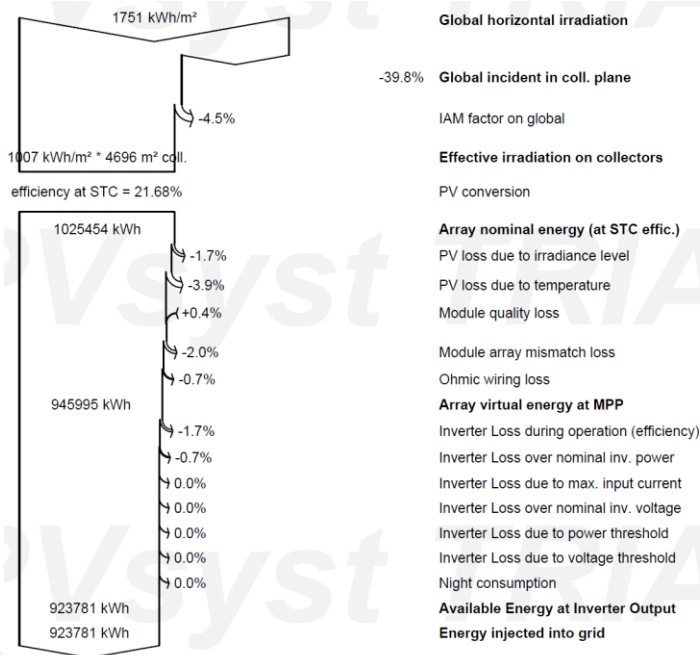 1751 kWh/m² Global horizontal irradiation
-39.8% Global incident in coll. plane
-4.5% IAM factor on global
1007 kWh/m² * 4696 m² coll. Effective irradiation on collectors
efficiency at STC = 21.68% PV conversion
1025454 kWh Array nominal energy (at STC effic.)
-1.7% PV loss due to irradiance level
-3.9% PV loss due to temperature
+0.4% Module quality loss
-2.0% Module array mismatch loss
-0.7% Ohmic wiring loss
945995 kWh Array virtual energy at MPP
-1.7% Inverter Loss during operation (efficiency)
-0.7% Inverter Loss over nominal inv. power
0.0% Inverter Loss due to max. input current
0.0% Inverter Loss over nominal inv. voltage
0.0% Inverter Loss due to power threshold
0.0% Inverter Loss due to voltage threshold
0.0% Night consumption
923781 kWh Available Energy at Inverter Output
923781 kWh Energy injected into grid
PVsyst TRIA
PVsyst TRIA